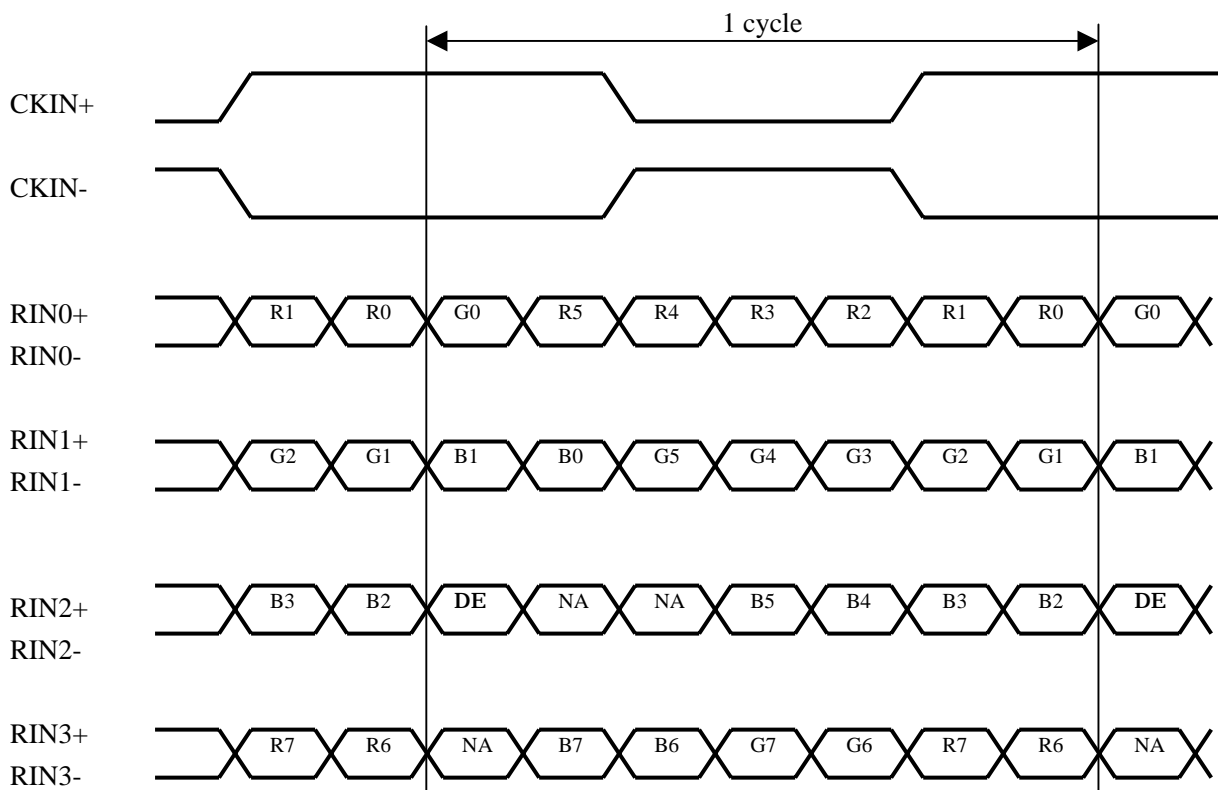 1 cycle
CKIN+
CKIN-
RIN0+
R1 R0 G0 R5 R4 R3 R2 R1 R0 G0
RIN0-
RIN1+
G2 G1 B1 B0 G5 G4 G3 G2 G1 B1
RIN1-
RIN2+
B3 B2 DE NA NA B5 B4 B3 B2 DE
RIN2-
RIN3+
R7 R6 NA B7 B6 G7 G6 R7 R6 NA
RIN3-